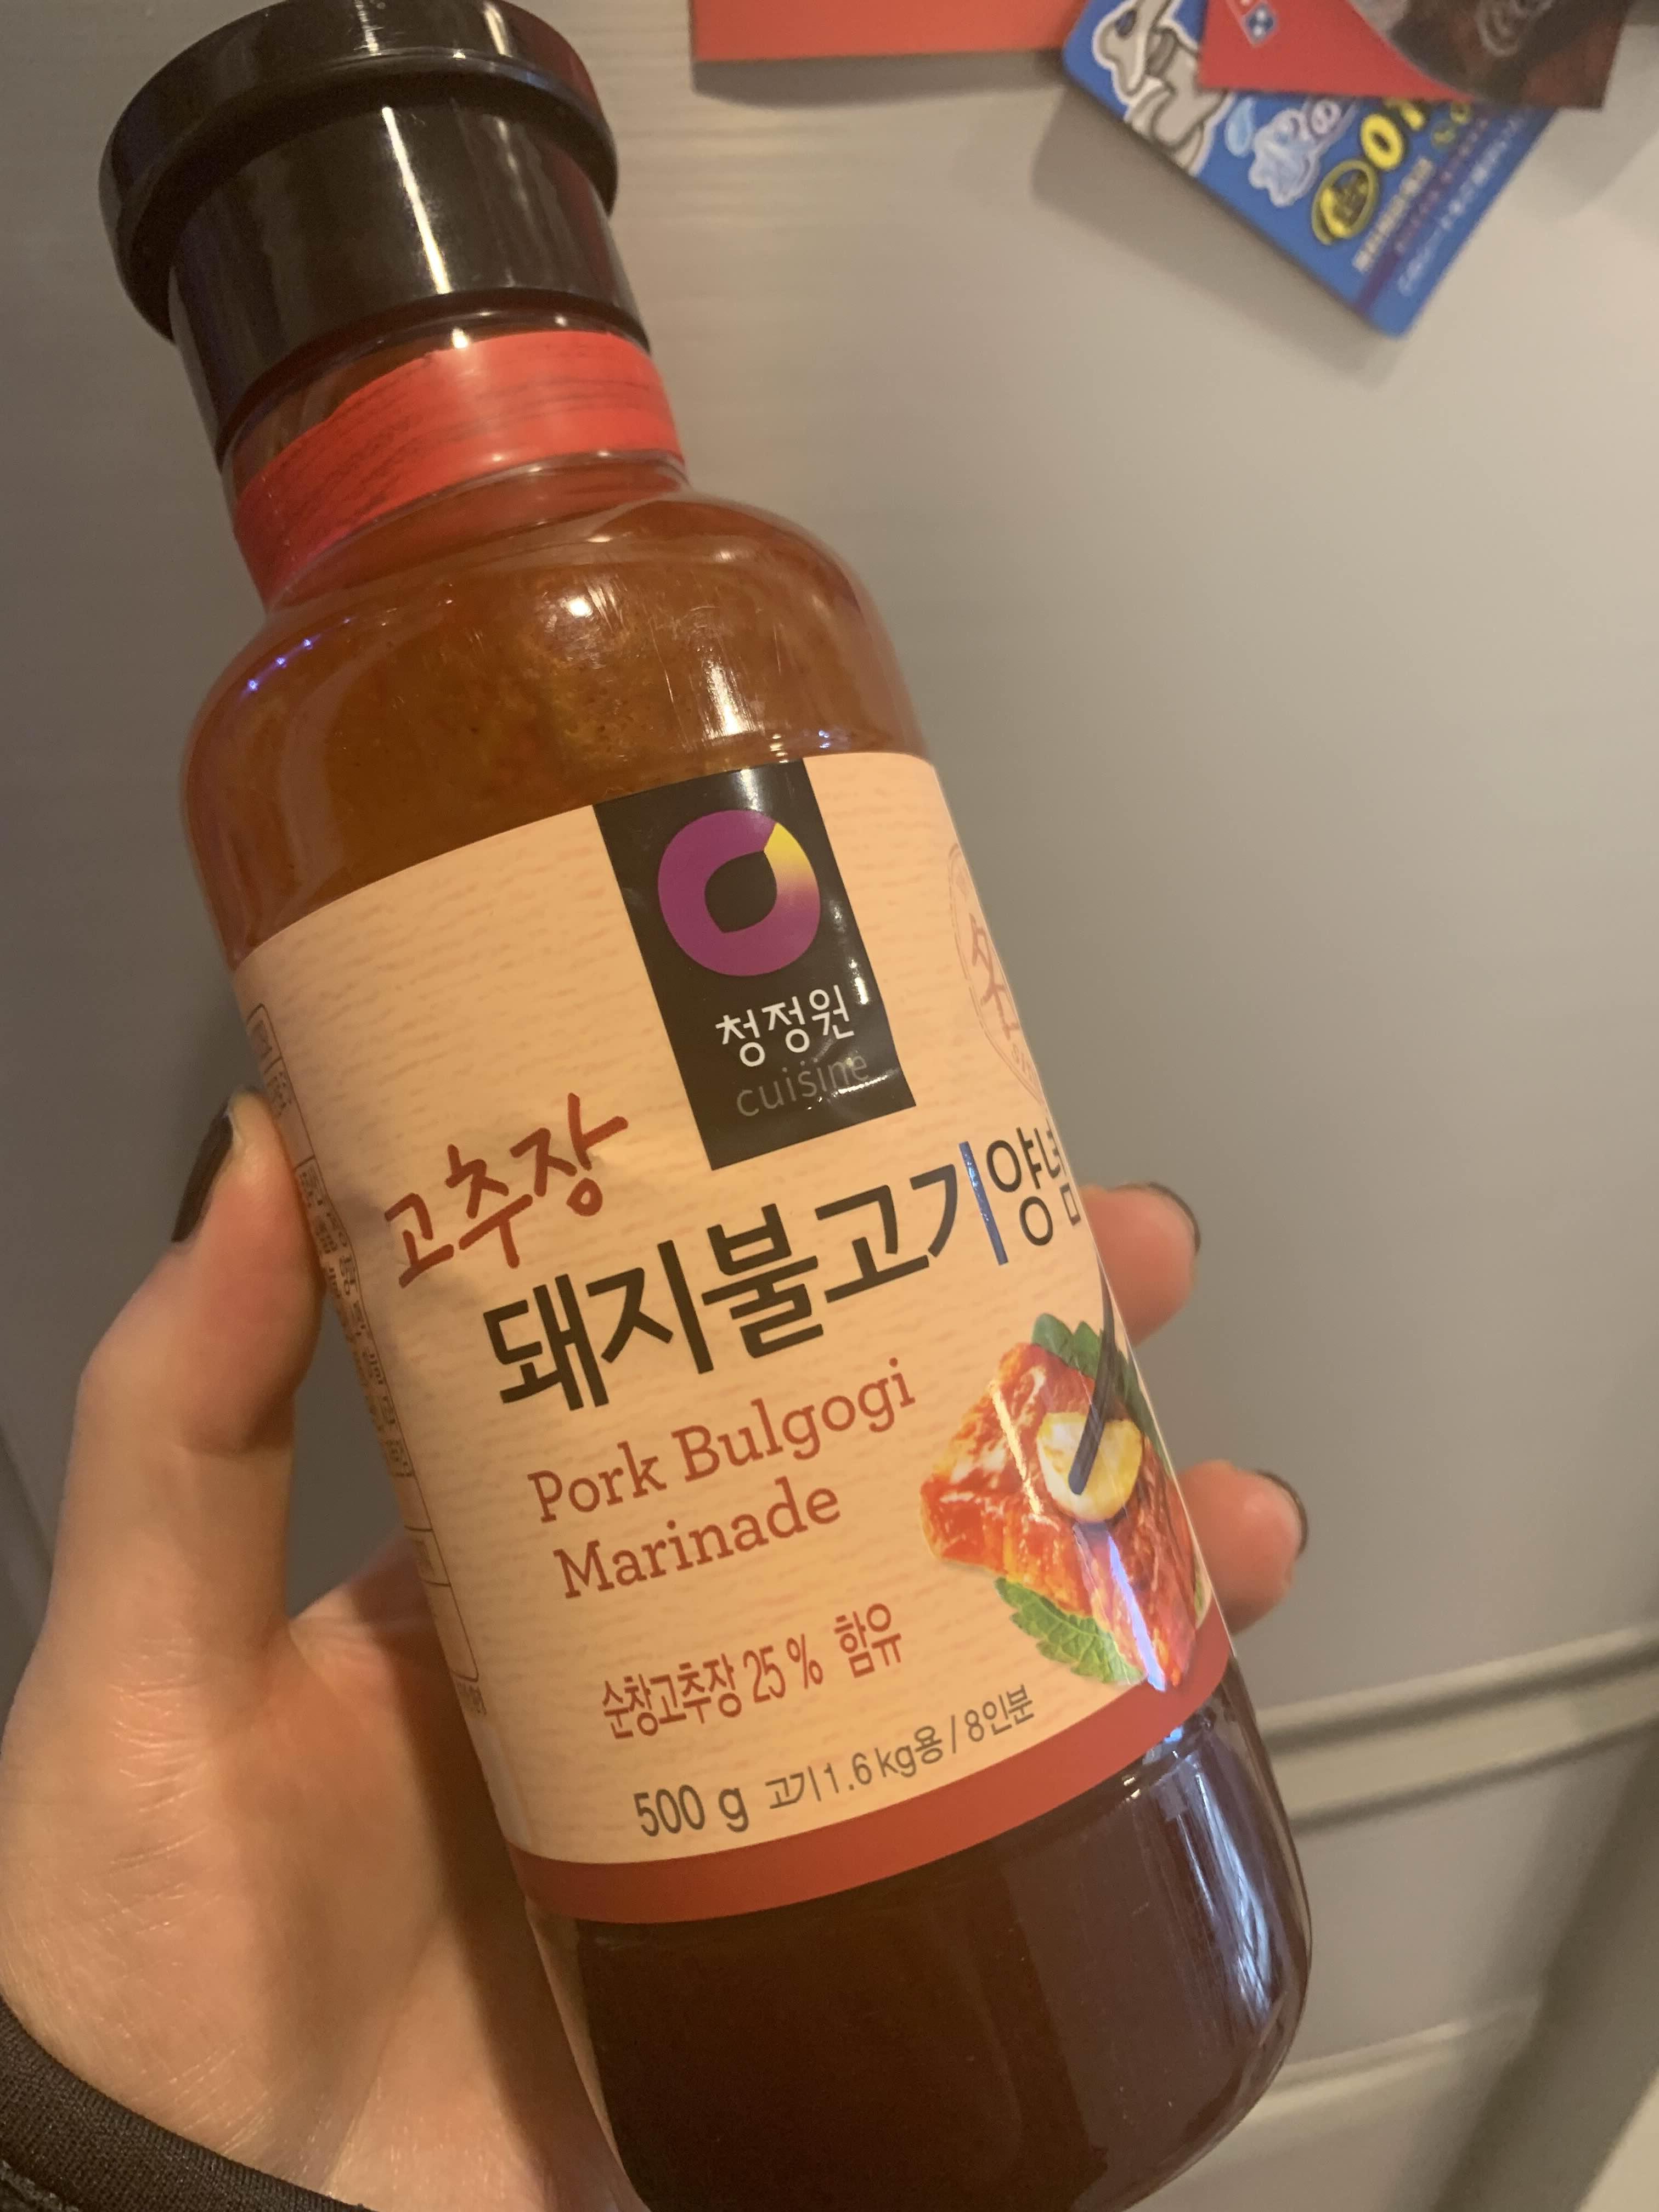 청정원
cuisine
고추장
돼지불고기양념
Pork Bulgogi
Marinade
순창고추장 25% 함유
500 g 고기 1.6 kg용 / 8인분